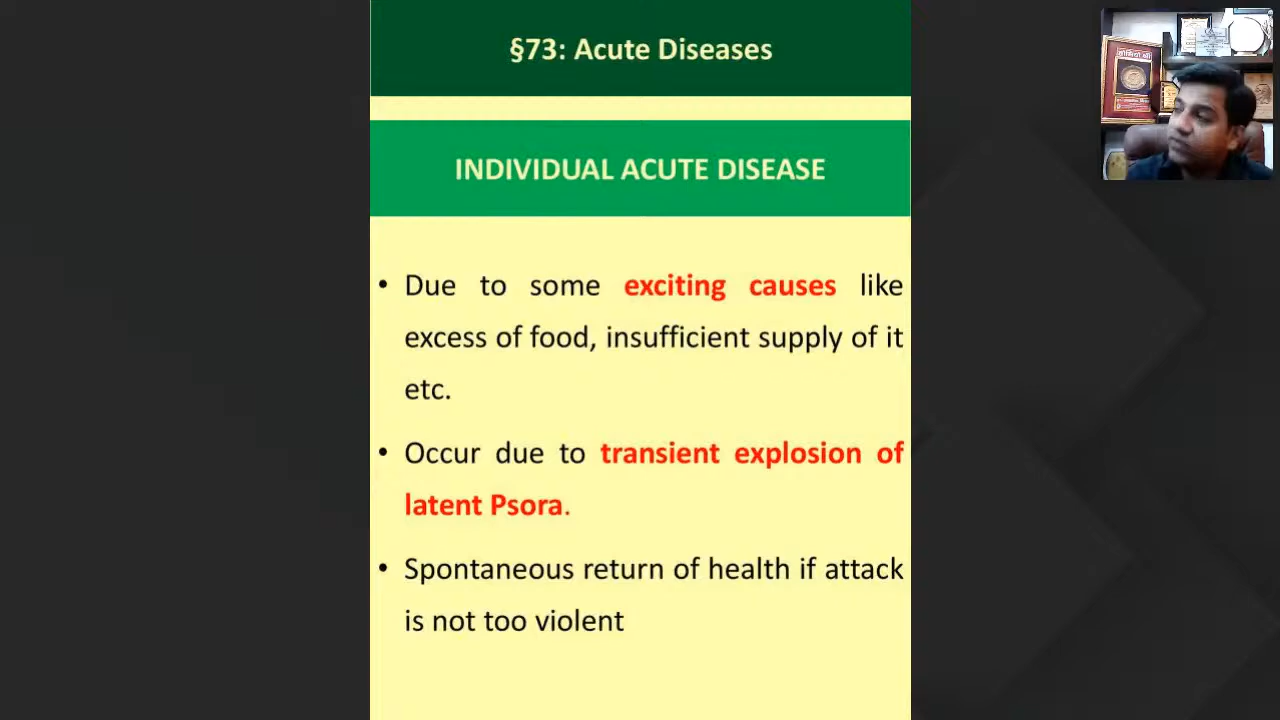 §73: Acute Diseases
INDIVIDUAL ACUTE DISEASE
• Due to some exciting causes like
excess of food, insufficient supply of it
etc.
• Occur due to transient explosion of
latent Psora.
• Spontaneous return of health if attack
is not too violent